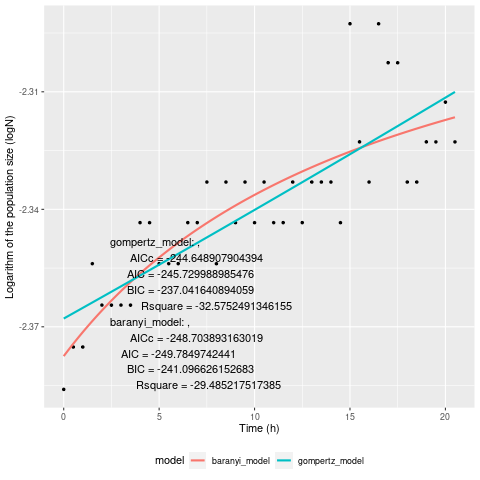 -2.31
-2.34
-2.37
Logarithm of the population size (logN)
gompertz_model: ,
AICc = -244.648907904394
AIC = -245.729988985476
BIC = -237.041640894059
Rsquare = -32.5752491346155
baranyi_model: ,
AICc = -248.703893163019
AIC = -249.7849742441
BIC = -241.096626152683
Rsquare = -29.485217517385
0 5 10 15 20
Time (h)
model baranyi_model gompertz_model